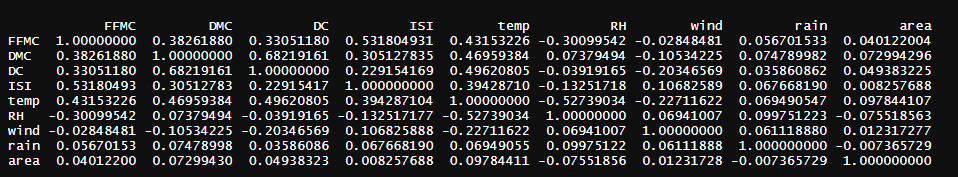 FFMC DMC DC ISI temp RH wind rain area
FFMC 1.00000000 0.38261880 0.33051180 0.531804931 0.43153226 -0.30099542 -0.02848481 0.056701533 0.040122004
DMC 0.38261880 1.00000000 0.68219161 0.305127835 0.46959384 0.07379494 -0.10534225 0.074789982 0.072994296
DC 0.33051180 0.68219161 1.00000000 0.229154169 0.49620805 -0.03919165 -0.20346569 0.035860862 0.049383225
ISI 0.53180493 0.30512783 0.22915417 1.000000000 0.39428710 -0.13251718 0.10682589 0.067668190 0.008257688
temp 0.43153226 0.46959384 0.49620805 0.394287104 1.00000000 -0.52739034 -0.22711622 0.069490547 0.097844107
RH -0.30099542 0.07379494 -0.03919165 -0.132517177 -0.52739034 1.00000000 0.06941007 0.099751223 -0.075518563
wind -0.02848481 -0.10534225 -0.20346569 0.106825888 -0.22711622 0.06941007 1.00000000 0.061118880 0.012317277
rain 0.05670153 0.07478998 0.03586086 0.067668190 0.06949055 0.09975122 0.06111888 1.000000000 -0.007365729
area 0.04012200 0.07299430 0.04938323 0.008257688 0.09784411 -0.07551856 0.01231728 -0.007365729 1.000000000